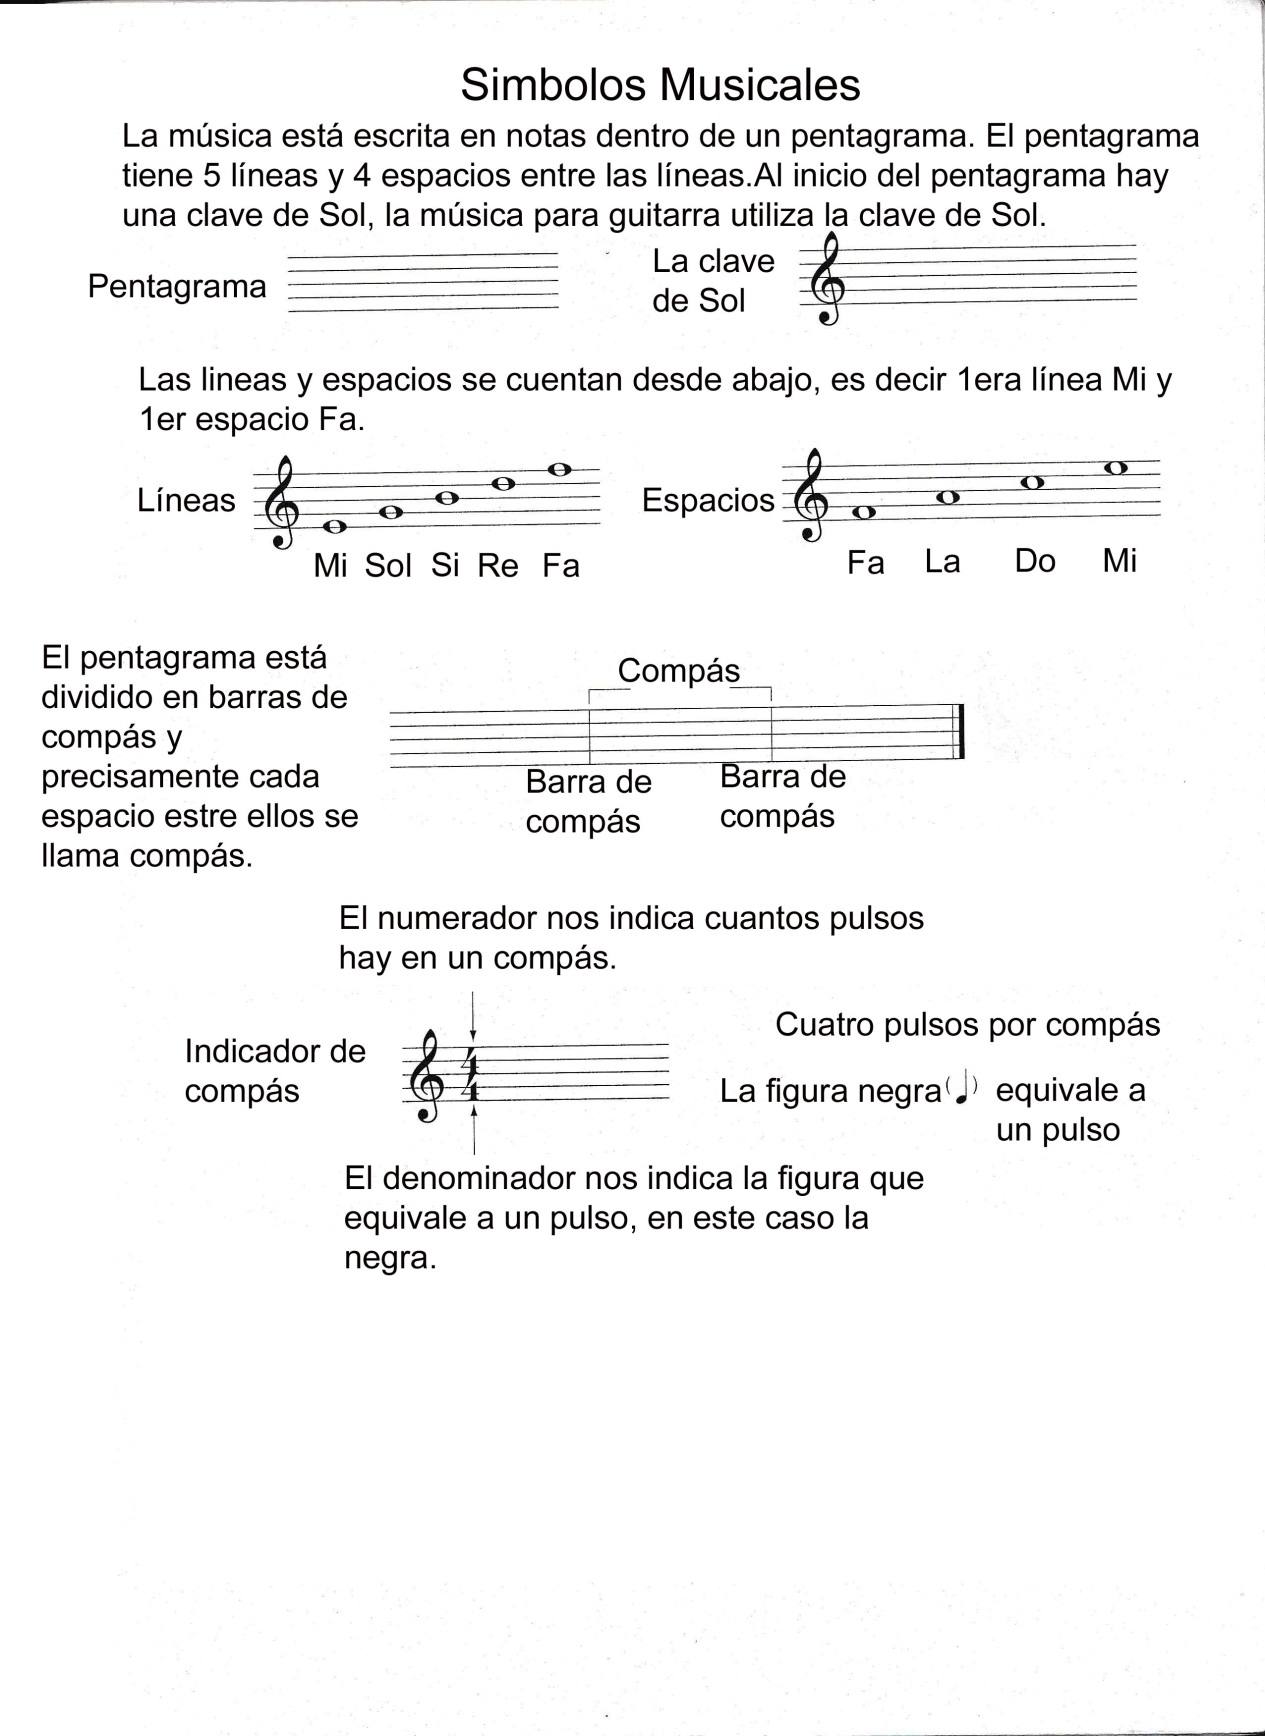 Simbolos Musicales
La música está escrita en notas dentro de un pentagrama. El pentagrama
tiene 5 líneas y 4 espacios entre las líneas.Al inicio del pentagrama hay
una clave de Sol, la música para guitarra utiliza la clave de Sol.
Pentagrama
La clave
de Sol
Las lineas y espacios se cuentan desde abajo, es decir 1era línea Mi y
1er espacio Fa.
Líneas
Mi Sol Si Re Fa
Espacios
Fa La Do Mi
El pentagrama está
dividido en barras de
compás y
precisamente cada
espacio estre ellos se
llama compás.
Compás
Barra de
compás
Barra de
compás
El numerador nos indica cuantos pulsos
hay en un compás.
Indicador de
compás
4
4
Cuatro pulsos por compás
La figura negra(♩) equivale a
un pulso
El denominador nos indica la figura que
equivale a un pulso, en este caso la
negra.